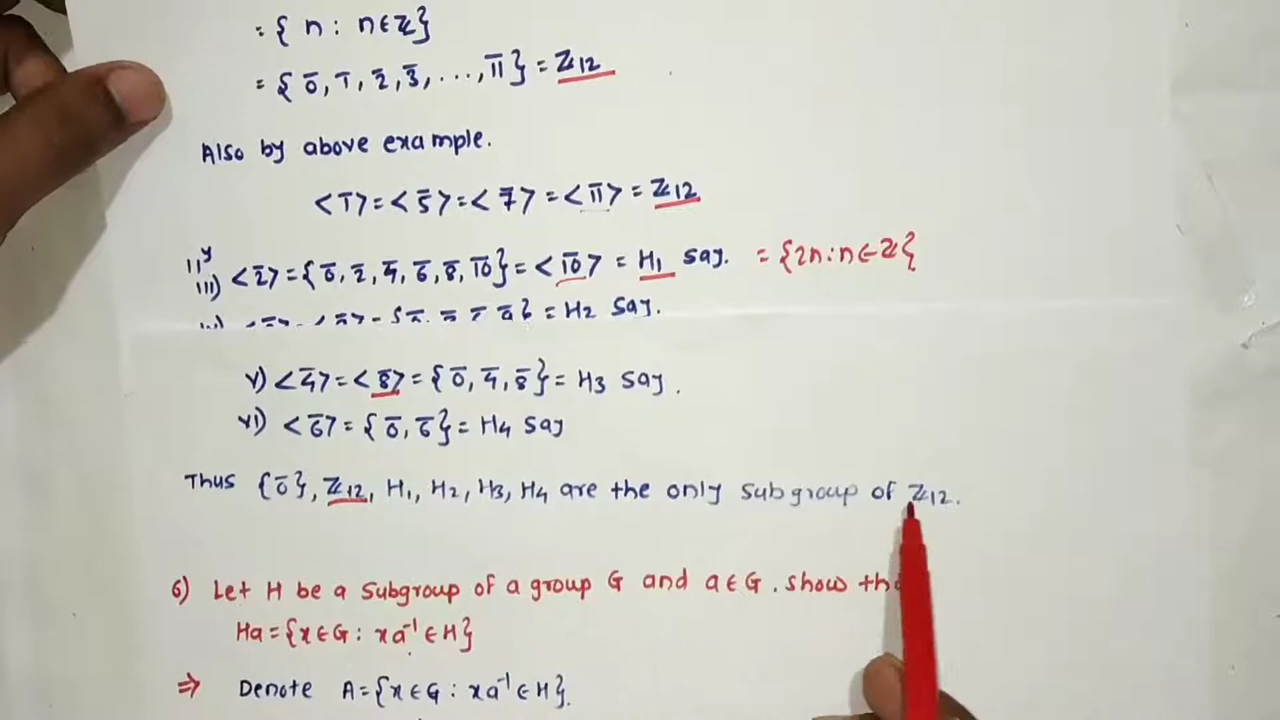 = { n : n ∈ ℤ}
= { 0̅, 1̅, 2̅, 3̅, ..., 1̅1̅ } = ℤ12
Also by above example.
<1̅> = <5̅> = <7̅> = <1̅1̅> = ℤ12
iii) <2̅> = {0̅, 2̅, 4̅, 6̅, 8̅, 1̅0̅} = <1̅0̅> = H1 say. = {2n : n ∈ ℤ}
= H2 say.
v) <4̅> = <8̅> = {0̅, 4̅, 8̅} = H3 say.
vi) <6̅> = {0̅, 6̅} = H4 say
Thus {0̅}, ℤ12, H1, H2, H3, H4 are the only subgroup of ℤ12.
6) Let H be a subgroup of a group G and a ∈ G. show
Ha = {x ∈ G : xa⁻¹ ∈ H}
⇒ Denote A = {x ∈ G : xa⁻¹ ∈ H}.